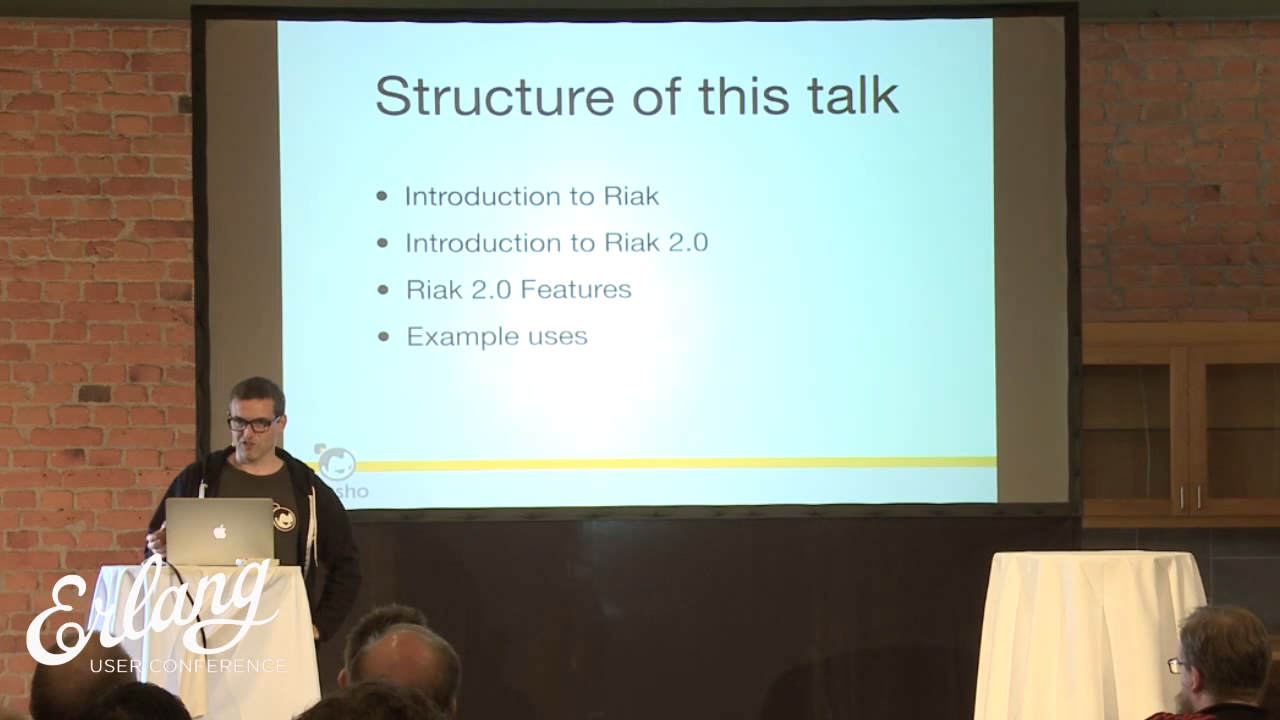 Structure of this talk
• Introduction to Riak
• Introduction to Riak 2.0
• Riak 2.0 Features
• Example uses
sho
Erlang
USER CONFERENCE